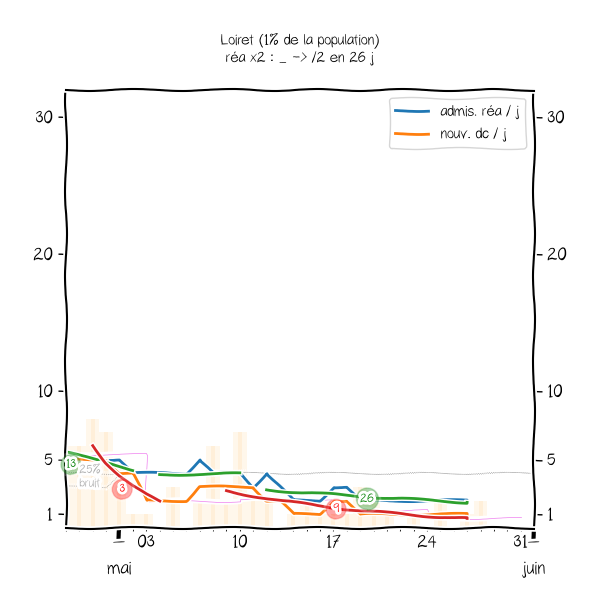 Loiret (1% de la population)
réa x2 : _ -> /2 en 26 j
admis. réa / j
nouv. dc / j
30 30
20 20
10 10
5 5
1 1
13
25%
bruit
3
9
26
03 10 17 24 31
mai juin